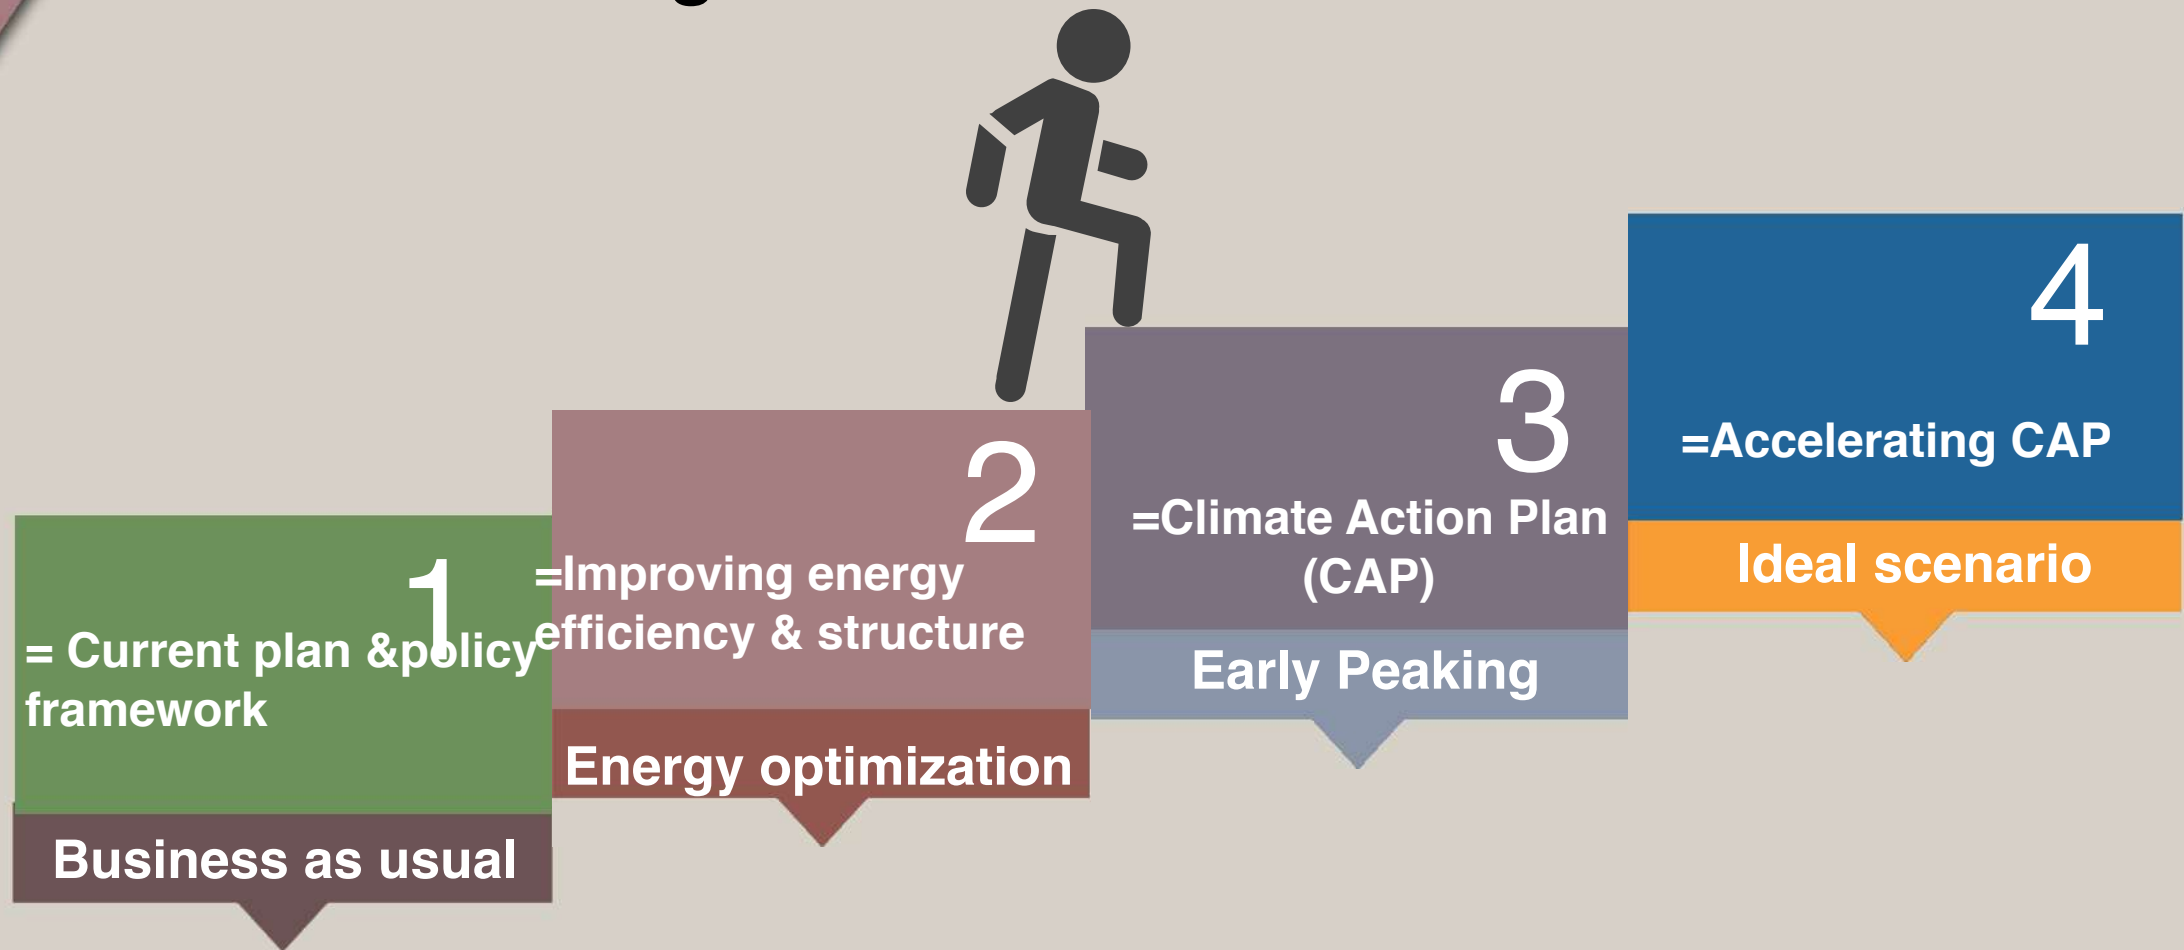 1
= Current plan &policy
framework
Business as usual
2
=Improving energy
efficiency & structure
Energy optimization
3
=Climate Action Plan
(CAP)
Early Peaking
4
=Accelerating CAP
Ideal scenario